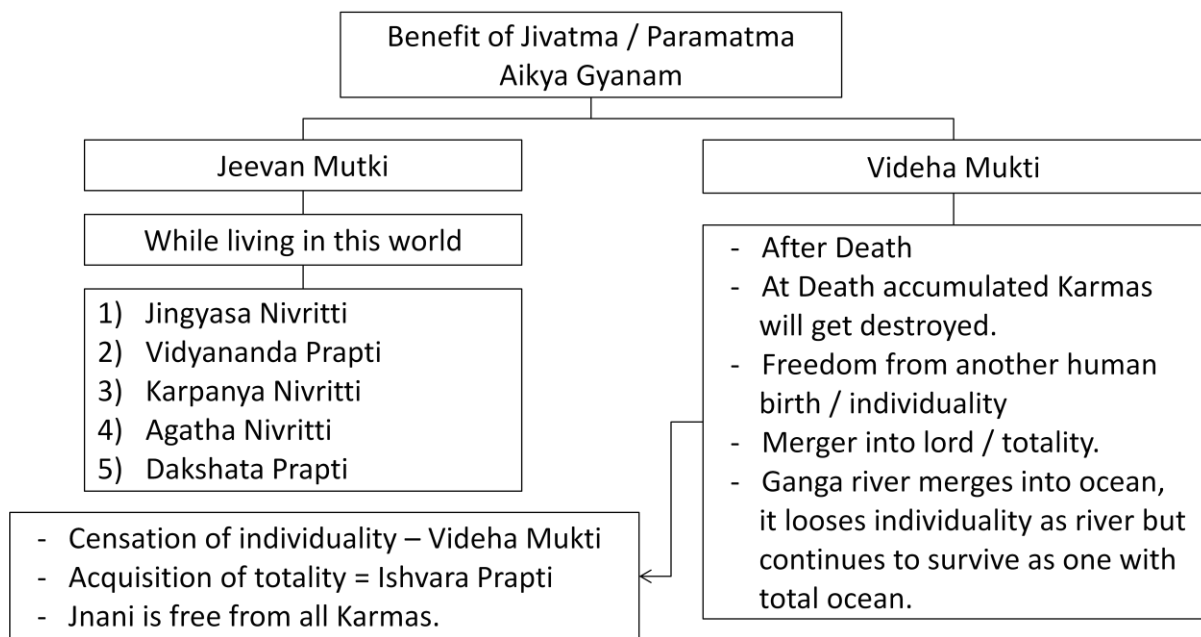 Benefit of Jivatma / Paramatma
Aikya Gyanam
Jeevan Mutki
While living in this world
1) Jingyasa Nivritti
2) Vidyananda Prapti
3) Karpanya Nivritti
4) Agatha Nivritti
5) Dakshata Prapti
Videha Mukti
- After Death
- At Death accumulated Karmas
will get destroyed.
- Freedom from another human
birth / individuality
- Merger into lord / totality.
- Ganga river merges into ocean,
it looses individuality as river but
continues to survive as one with
total ocean.
- Censation of individuality – Videha Mukti
- Acquisition of totality = Ishvara Prapti
- Jnani is free from all Karmas.